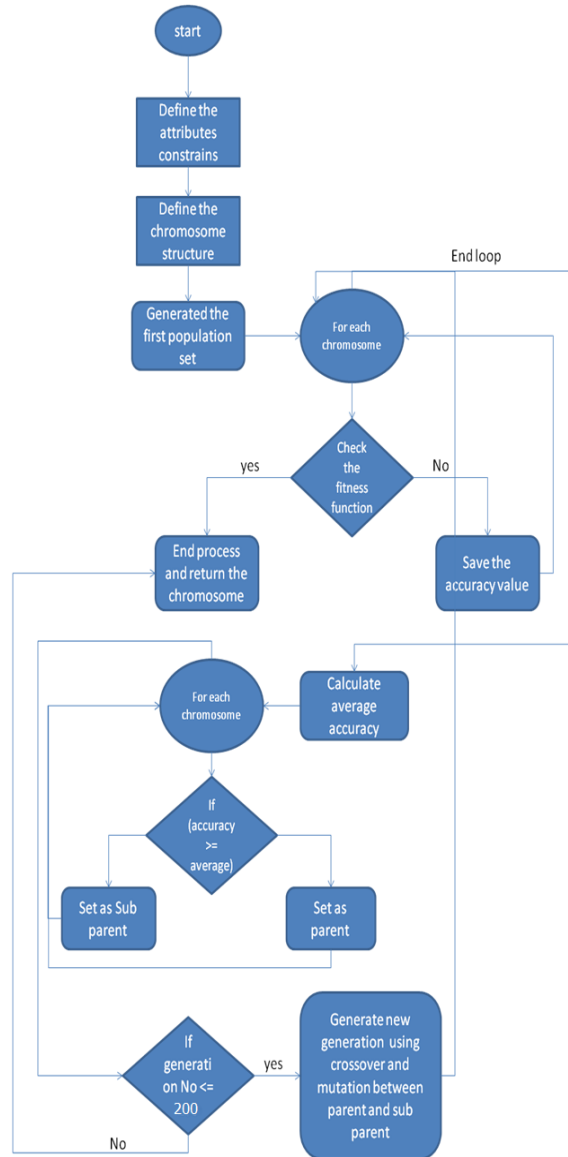 start
Define the
attributes
constrains
Define the
chromosome
structure
End loop
Generated the
first population
set
For each
chromosome
Check
the
fitness
function
yes
No
End process
and return the
chromosome
Save the
accuracy value
For each
chromosome
Calculate
average
accuracy
If
(accuracy
>=
average)
Set as Sub
parent
Set as
parent
If
generati
on No <=
200
yes
Generate new
generation using
crossover and
mutation between
parent and sub
parent
No